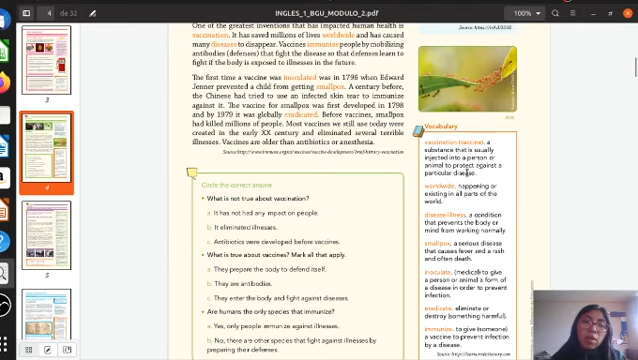 4 de 32
INGLES_1_BGU_MODULO_2.pdf
100%
One of the greatest inventions that has impacted human health is
vaccination. It has saved millions of lives worldwide and has caused
many diseases to disappear. Vaccines immunize people by mobilizing
antibodies (defenses) that fight the disease so that defenses learn to
fight if the body is exposed to illnesses in the future.
The first time a vaccine was inoculated was in 1796 when Edward
Jenner prevented a child from getting smallpox. A century before,
the Chinese had tried to use an infected skin tear to immunize
against it. The vaccine for smallpox was first developed in 1798
and by 1979 it was globally eradicated. Before vaccines, smallpox
had killed millions of people. Most vaccines we still use today were
created in the early XX century and eliminated several terrible
illnesses. Vaccines are older than antibiotics or anesthesia.
Circle the correct answer
• What is not true about vaccination?
a. It has not had any impact on people.
b. It eliminated illnesses.
c. Antibiotics were developed before vaccines.
• What is true about vaccines? Mark all that apply.
a. They prepare the body to defend itself.
b. They are antibodies.
c. They enter the body and fight against diseases.
• Are humans the only species that immunize?
a. Yes, only people immunize against illnesses.
b. No, there are other species that fight against illnesses by
preparing their defenses.
Vocabulary
vaccination (vaccine), a
substance that is usually
injected into a person or
animal to protect against a
particular disease.
worldwide, happening or
existing in all parts of the
world.
disease/illness, a condition
that prevents the body or
mind from working normally
smallpox, a serious disease
that causes fever and a rash
and often death.
inoculate, (medical) to give
a person or animal a form of
a disease in order to prevent
infection.
eradicate, eliminate or
destroy (something harmful).
immunize, to give (someone)
a vaccine to prevent infection
by a disease.
3
4
5